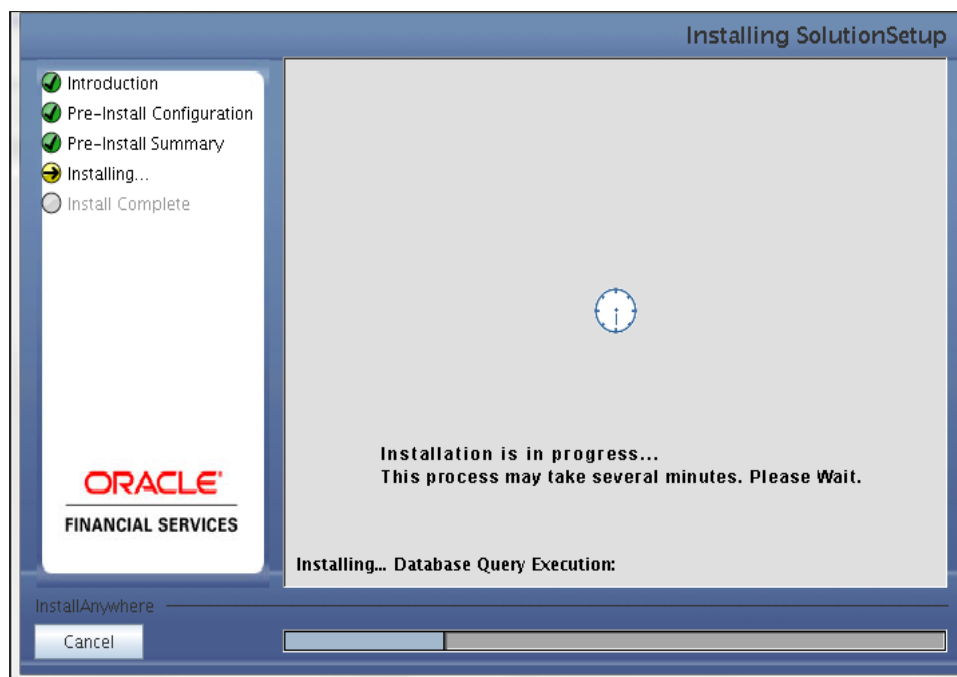 Installing SolutionSetup
Introduction
Pre-Install Configuration
Pre-Install Summary
Installing...
Install Complete
ORACLE'
FINANCIAL SERVICES
Installation is in progress...
This process may take several minutes. Please Wait.
Installing... Database Query Execution:
InstallAnywhere
Cancel